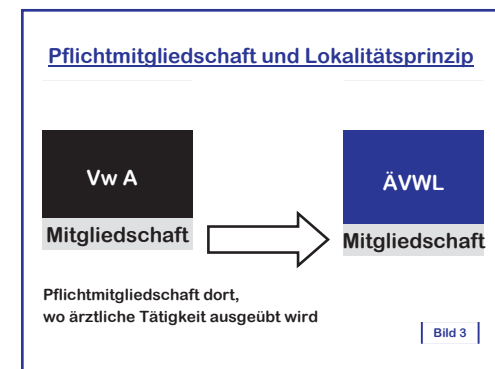 Pflichtmitgliedschaft und Lokalitätsprinzip
Vw A
ÄVWL
Mitgliedschaft
Mitgliedschaft
Pflichtmitgliedschaft dort,
wo ärztliche Tätigkeit ausgeübt wird
Bild 3